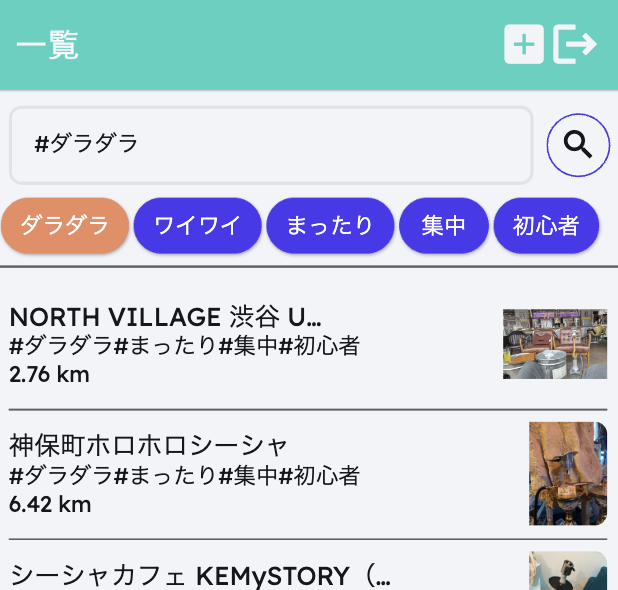 一覧
#ダラダラ
ダラダラ ワイワイ まったり 集中 初心者
NORTH VILLAGE 渋谷 U...
#ダラダラ#まったり#集中#初心者
2.76 km
神保町ホロホロシーシャ
#ダラダラ#まったり#集中#初心者
6.42 km
シーシャカフェ KEMySTORY（...